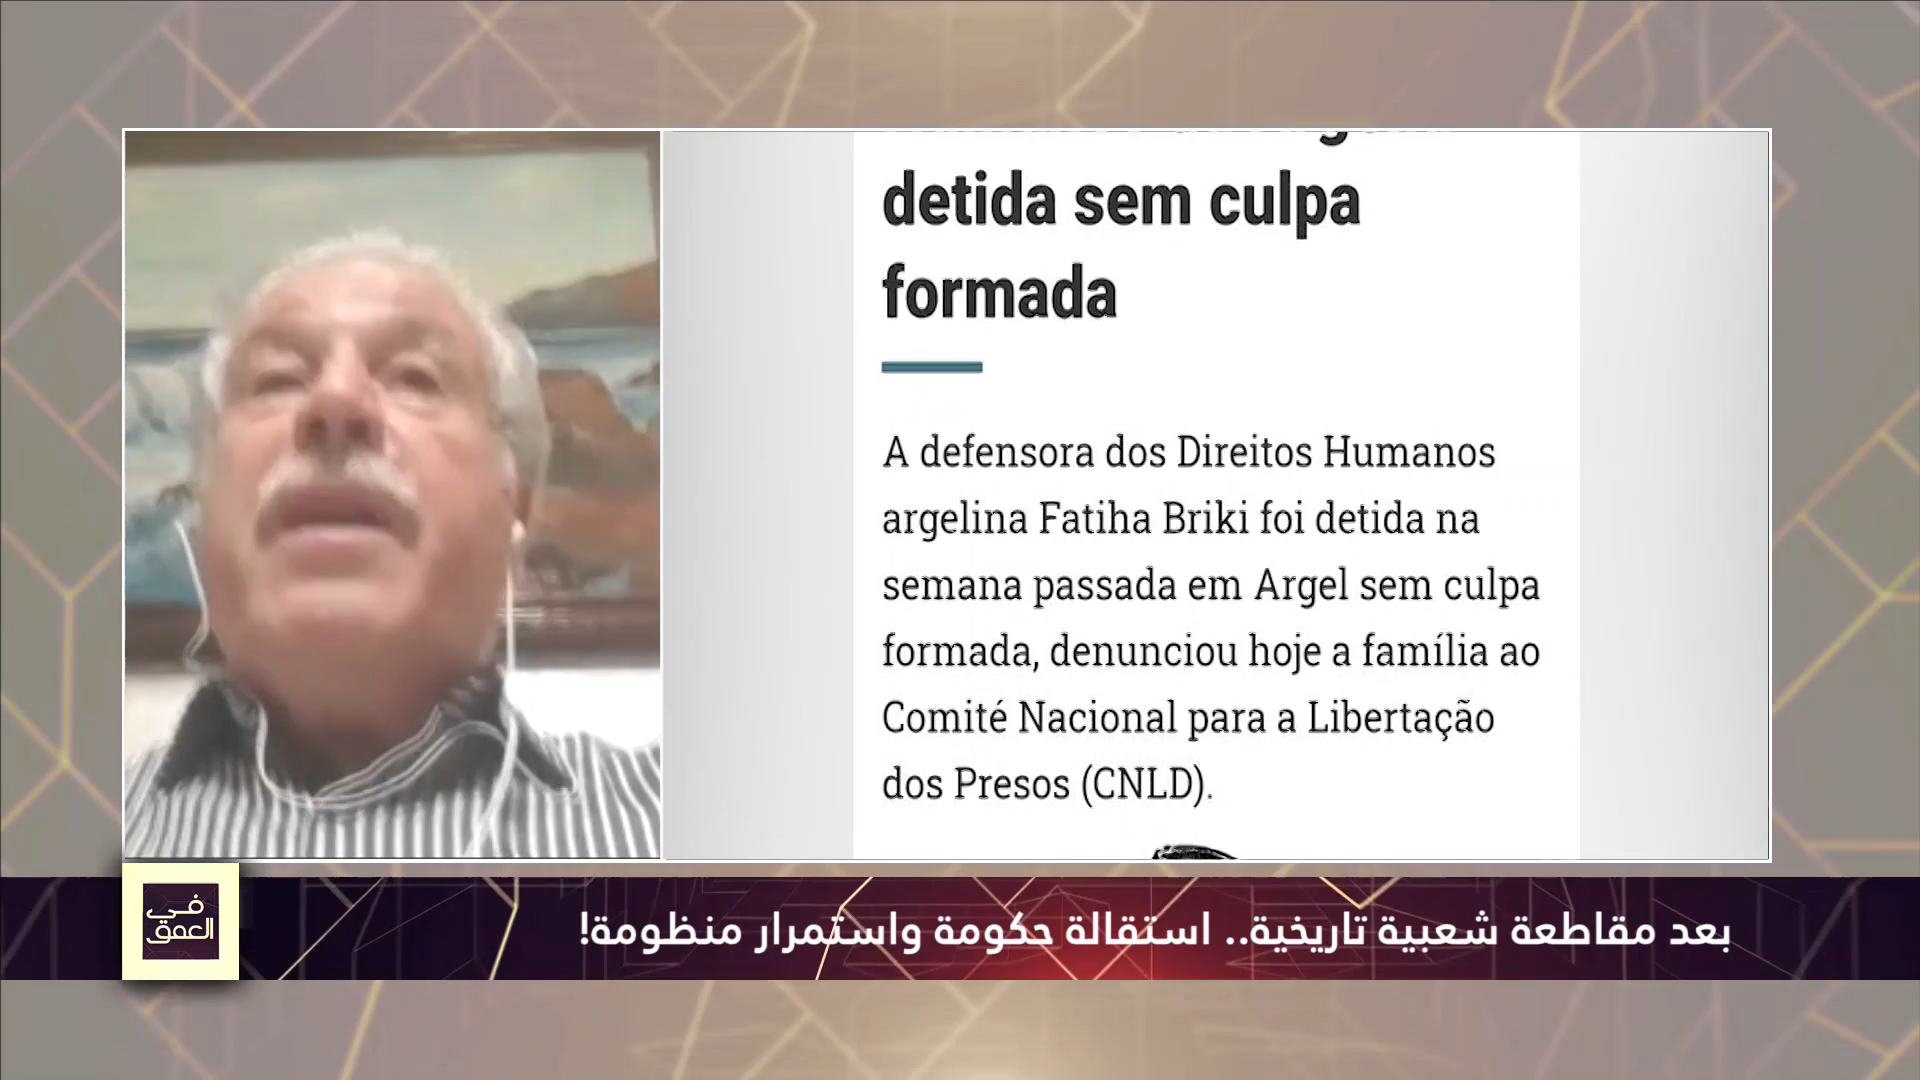 detida sem culpa
formada
A defensora dos Direitos Humanos
argelina Fatiha Briki foi detida na
semana passada em Argel sem culpa
formada, denunciou hoje a família ao
Comité Nacional para a Libertação
dos Presos (CNLD).
في
العمق
بعد مقاطعة شعبية تاريخية.. استقالة حكومة واستمرار منظومة!